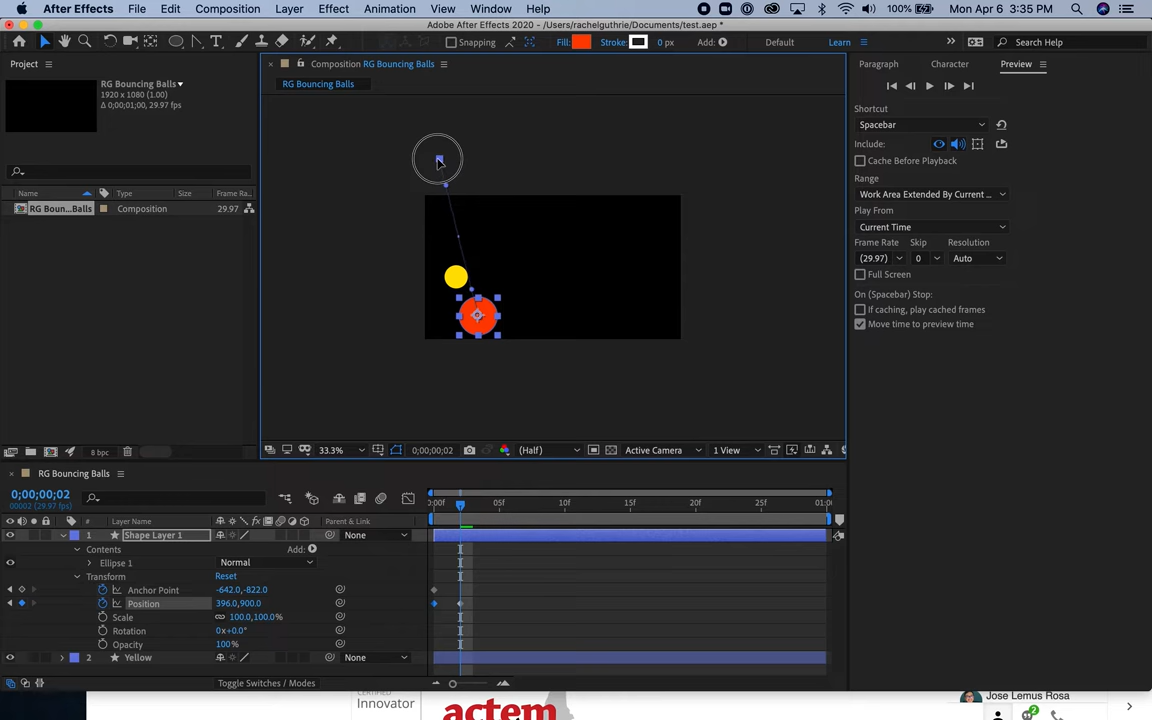 After Effects File Edit Composition Layer Effect Animation View Window Help 100% Mon Apr 6 3:35 PM
Adobe After Effects 2020 - /Users/rachelguthrie/Documents/test.aep *
Snapping Fill: Stroke: 0 px Add: Default Learn Search Help
Project Composition RG Bouncing Balls Paragraph Character Preview
RG Bouncing Balls RG Bouncing Balls
1920 x 1080 (1.00)
Δ 0;00;01;00, 29.97 fps
Shortcut
Spacebar
Include:
Cache Before Playback
Range
Name Type Size Frame Ra...
Work Area Extended By Current ...
RG Boun...Balls Composition 29.97
Play From
Current Time
Frame Rate Skip Resolution
(29.97) 0 Auto
Full Screen
On (Spacebar) Stop:
If caching, play cached frames
Move time to preview time
8 bpc 33.3% 0;00;00;02 (Half) Active Camera 1 View
RG Bouncing Balls
0;00;00;02
00002 (29.97 fps)
:00f 05f 10f 15f 20f 25f 01:0
# Layer Name Parent & Link
1 Shape Layer 1 None
Contents Add:
Ellipse 1 Normal
Transform Reset
Anchor Point -642.0,-822.0
Position 396.0,900.0
Scale 100.0,100.0%
Rotation 0x+0.0°
Opacity 100%
2 Yellow None
Toggle Switches / Modes
CERTIFIED
Innovator
actem
Jose Lemus Rosa
2